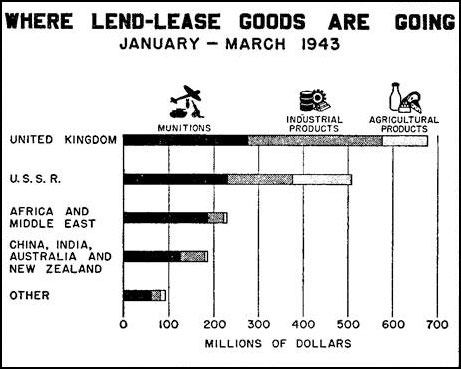 WHERE LEND-LEASE GOODS ARE GOING
JANUARY – MARCH 1943
MUNITIONS
INDUSTRIAL
PRODUCTS
AGRICULTURAL
PRODUCTS
UNITED KINGDOM
U.S.S.R.
AFRICA AND
MIDDLE EAST
CHINA, INDIA,
AUSTRALIA AND
NEW ZEALAND
OTHER
0 100 200 300 400 500 600 700
MILLIONS OF DOLLARS